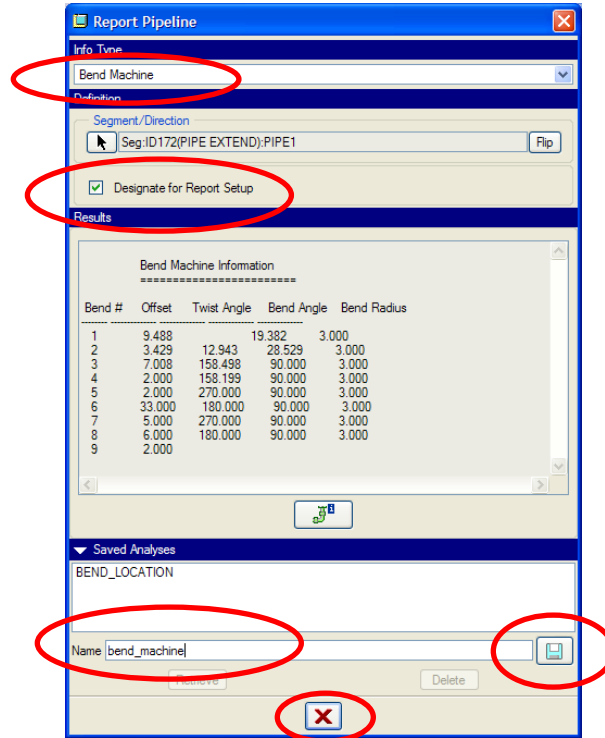 Report Pipeline
Info Type
Bend Machine
Definition
Segment/Direction
Seg:ID172(PIPE EXTEND):PIPE1 Flip
Designate for Report Setup
Results
Bend Machine Information
========================
Bend # Offset Twist Angle Bend Angle Bend Radius
-------- -------------- -------------- -------------- --------------
1 9.488 19.382 3.000
2 3.429 12.943 28.529 3.000
3 7.008 158.498 90.000 3.000
4 2.000 158.199 90.000 3.000
5 2.000 270.000 90.000 3.000
6 33.000 180.000 90.000 3.000
7 5.000 270.000 90.000 3.000
8 6.000 180.000 90.000 3.000
9 2.000
Saved Analyses
BEND_LOCATION
Name bend_machine
Retrieve Delete